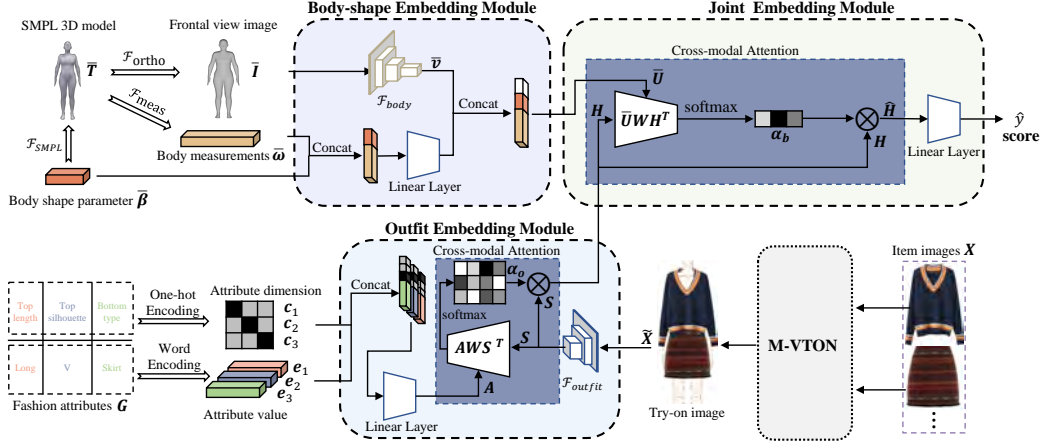 Body-shape Embedding Module
Joint Embedding Module
SMPL 3D model
Frontal view image
T̅
ℱortho
I̅
ℱmeas
ℱSMPL
Body measurements ω̅
Body shape parameter β̅
ℱbody
v̅
Concat
Concat
Linear Layer
Cross-modal Attention
U̅
H
U̅WHᵀ
softmax
α_b
Ĥ
H
Linear Layer
ŷ
score
Outfit Embedding Module
Cross-modal Attention
Top length
Top silhouette
Bottom type
Long
V
Skirt
Fashion attributes G
One-hot Encoding
Word Encoding
Attribute dimension
c₁
c₂
c₃
e₁
e₂
e₃
Attribute value
Concat
Linear Layer
α_o
softmax
S
AWSᵀ
S
A
ℱoutfit
X̃
Try-on image
M-VTON
Item images X